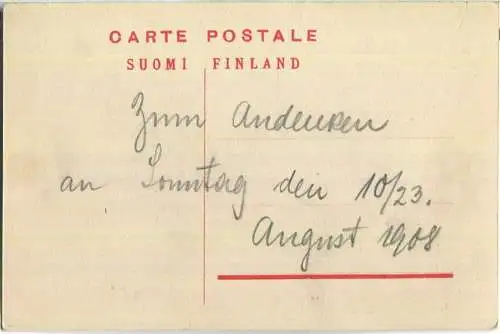 CARTE POSTALE
SUOMI FINLAND
Zum Andenken
an Sonntag den 10/23.
August 1908